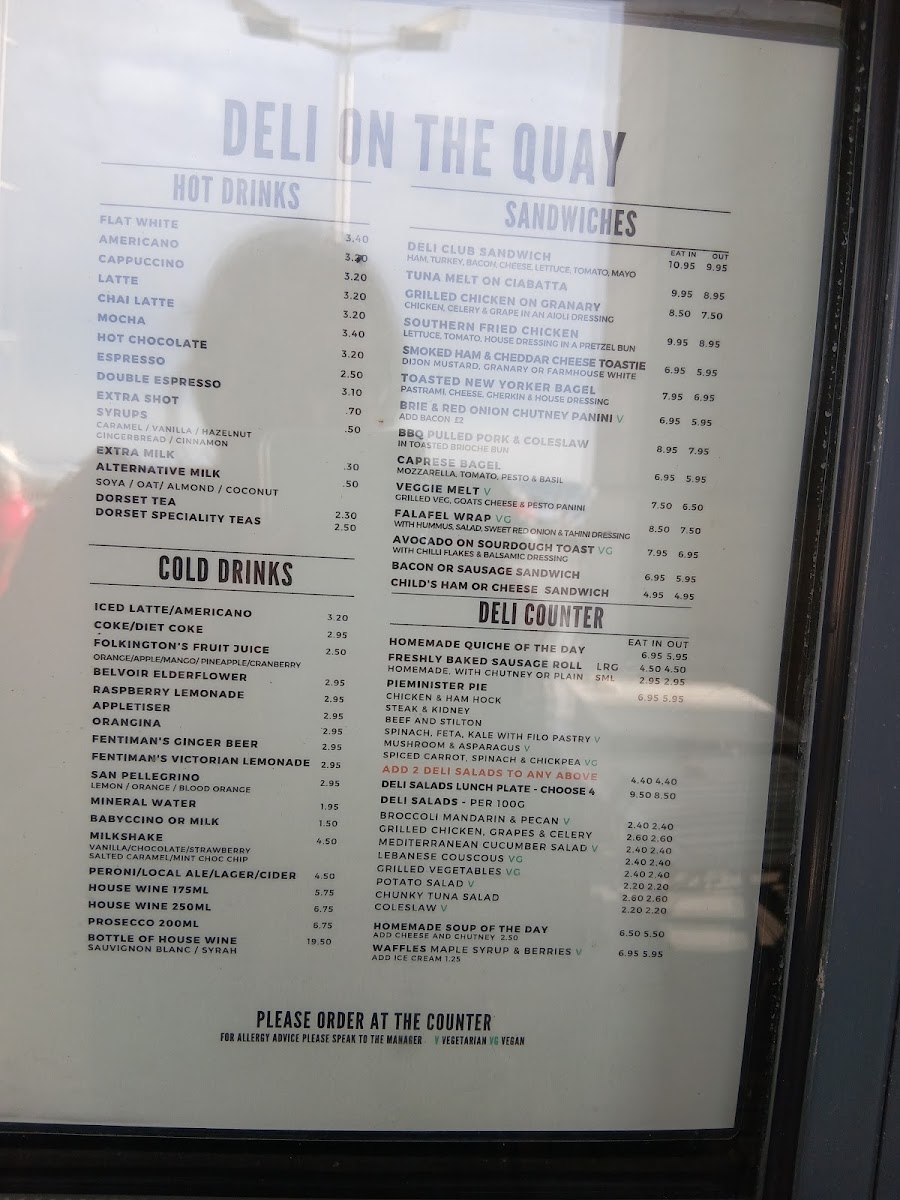 DELI ON THE QUAY
HOT DRINKS
FLAT WHITE 3.40
AMERICANO 3.20
CAPPUCCINO 3.20
LATTE 3.20
CHAI LATTE 3.20
MOCHA 3.40
HOT CHOCOLATE 3.20
ESPRESSO 2.50
DOUBLE ESPRESSO 3.10
EXTRA SHOT .70
SYRUPS .50
CARAMEL / VANILLA / HAZELNUT
GINGERBREAD / CINNAMON
EXTRA MILK .30
ALTERNATIVE MILK .50
SOYA / OAT/ ALMOND / COCONUT
DORSET TEA 2.30
DORSET SPECIALITY TEAS 2.50
COLD DRINKS
ICED LATTE/AMERICANO 3.20
COKE/DIET COKE 2.95
FOLKINGTON'S FRUIT JUICE 2.50
ORANGE/APPLE/MANGO/ PINEAPPLE/CRANBERRY
BELVOIR ELDERFLOWER 2.95
RASPBERRY LEMONADE 2.95
APPLETISER 2.95
ORANGINA 2.95
FENTIMAN'S GINGER BEER 2.95
FENTIMAN'S VICTORIAN LEMONADE 2.95
SAN PELLEGRINO 2.95
LEMON / ORANGE / BLOOD ORANGE
MINERAL WATER 1.95
BABYCCINO OR MILK 1.50
MILKSHAKE 4.50
VANILLA/CHOCOLATE/STRAWBERRY
SALTED CARAMEL/MINT CHOC CHIP
PERONI/LOCAL ALE/LAGER/CIDER 4.50
HOUSE WINE 175ML 5.75
HOUSE WINE 250ML 6.75
PROSECCO 200ML 6.75
BOTTLE OF HOUSE WINE 19.50
SAUVIGNON BLANC / SYRAH
SANDWICHES
EAT IN OUT
DELI CLUB SANDWICH 10.95 9.95
HAM, TURKEY, BACON, CHEESE, LETTUCE, TOMATO, MAYO
TUNA MELT ON CIABATTA 9.95 8.95
GRILLED CHICKEN ON GRANARY 8.50 7.50
CHICKEN, CELERY & GRAPE IN AN AIOLI DRESSING
SOUTHERN FRIED CHICKEN 9.95 8.95
LETTUCE, TOMATO, HOUSE DRESSING IN A PRETZEL BUN
SMOKED HAM & CHEDDAR CHEESE TOASTIE 6.95 5.95
DIJON MUSTARD, GRANARY OR FARMHOUSE WHITE
TOASTED NEW YORKER BAGEL 7.95 6.95
PASTRAMI, CHEESE, GHERKIN & HOUSE DRESSING
BRIE & RED ONION CHUTNEY PANINI V 6.95 5.95
ADD BACON £2
BBQ PULLED PORK & COLESLAW 8.95 7.95
IN TOASTED BRIOCHE BUN
CAPRESE BAGEL 6.95 5.95
MOZZARELLA, TOMATO, PESTO & BASIL
VEGGIE MELT V 7.50 6.50
GRILLED VEG, GOATS CHEESE & PESTO PANINI
FALAFEL WRAP VG 8.50 7.50
WITH HUMMUS, SALAD, SWEET RED ONION & TAHINI DRESSING
AVOCADO ON SOURDOUGH TOAST VG 7.95 6.95
WITH CHILLI FLAKES & BALSAMIC DRESSING
BACON OR SAUSAGE SANDWICH 6.95 5.95
CHILD'S HAM OR CHEESE SANDWICH 4.95 4.95
DELI COUNTER
EAT IN OUT
HOMEMADE QUICHE OF THE DAY 6.95 5.95
FRESHLY BAKED SAUSAGE ROLL LRG 4.50 4.50
HOMEMADE, WITH CHUTNEY OR PLAIN SML 2.95 2.95
PIEMINISTER PIE 6.95 5.95
CHICKEN & HAM HOCK
STEAK & KIDNEY
BEEF AND STILTON
SPINACH, FETA, KALE WITH FILO PASTRY V
MUSHROOM & ASPARAGUS V
SPICED CARROT, SPINACH & CHICKPEA VG
ADD 2 DELI SALADS TO ANY ABOVE 4.40 4.40
DELI SALADS LUNCH PLATE - CHOOSE 4 9.50 8.50
DELI SALADS - PER 100G
BROCCOLI MANDARIN & PECAN V 2.40 2.40
GRILLED CHICKEN, GRAPES & CELERY 2.60 2.60
MEDITERRANEAN CUCUMBER SALAD V 2.40 2.40
LEBANESE COUSCOUS VG 2.40 2.40
GRILLED VEGETABLES VG 2.40 2.40
POTATO SALAD V 2.20 2.20
CHUNKY TUNA SALAD 2.60 2.60
COLESLAW V 2.20 2.20
HOMEMADE SOUP OF THE DAY 6.50 5.50
ADD CHEESE AND CHUTNEY 2.50
WAFFLES MAPLE SYRUP & BERRIES V 6.95 5.95
ADD ICE CREAM 1.25
PLEASE ORDER AT THE COUNTER
FOR ALLERGY ADVICE PLEASE SPEAK TO THE MANAGER V VEGETARIAN VG VEGAN